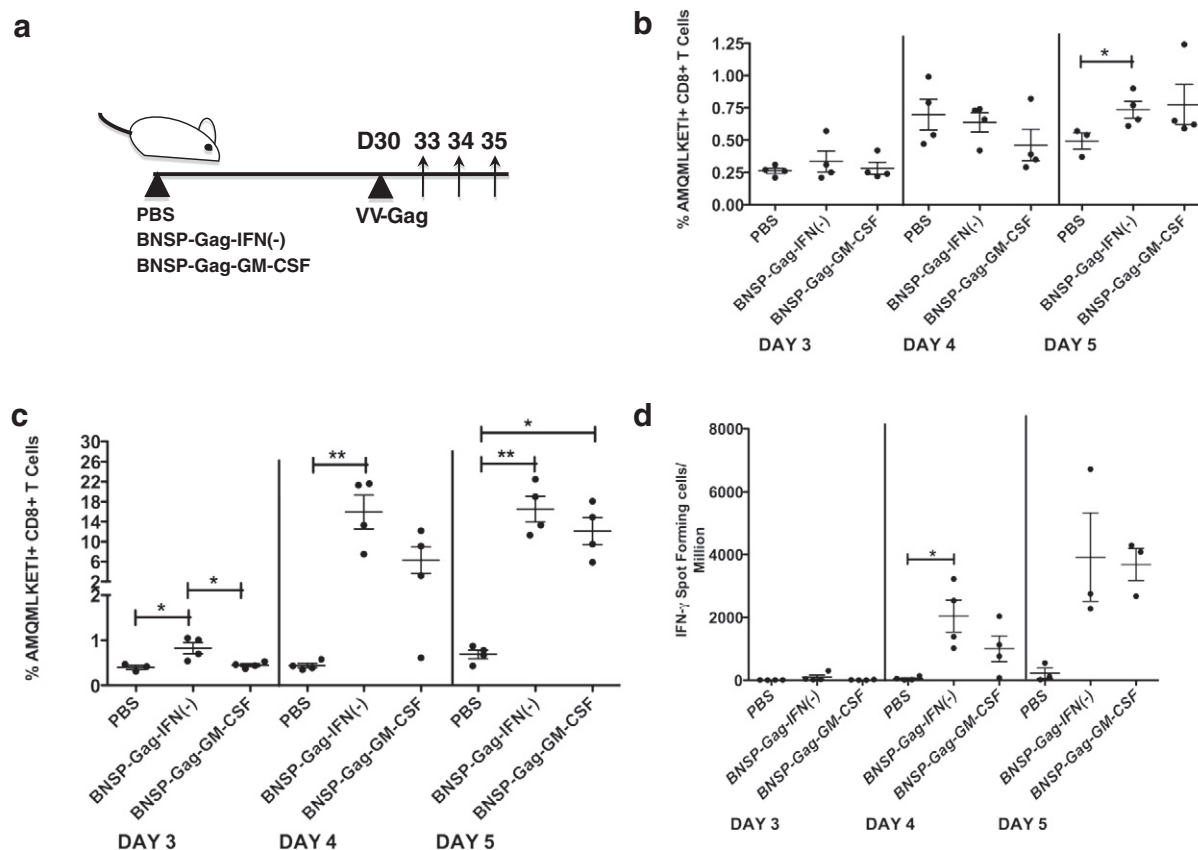 a
D30 33 34 35
PBS
BNSP-Gag-IFN(-)
BNSP-Gag-GM-CSF
VV-Gag
b
% AMQMLKETI+ CD8+ T Cells
1.25
1.00
0.75
0.50
0.25
0.00
*
PBS
BNSP-Gag-IFN(-)
BNSP-Gag-GM-CSF
PBS
BNSP-Gag-IFN(-)
BNSP-Gag-GM-CSF
PBS
BNSP-Gag-IFN(-)
BNSP-Gag-GM-CSF
DAY 3
DAY 4
DAY 5
c
% AMQMLKETI+ CD8+ T Cells
30
26
22
18
14
10
6
2
2
1
0
*
*
**
**
*
PBS
BNSP-Gag-IFN(-)
BNSP-Gag-GM-CSF
PBS
BNSP-Gag-IFN(-)
BNSP-Gag-GM-CSF
PBS
BNSP-Gag-IFN(-)
BNSP-Gag-GM-CSF
DAY 3
DAY 4
DAY 5
d
IFN-γ Spot Forming cells/
Million
8000
6000
4000
2000
0
*
PBS
BNSP-Gag-IFN(-)
BNSP-Gag-GM-CSF
PBS
BNSP-Gag-IFN(-)
BNSP-Gag-GM-CSF
PBS
BNSP-Gag-IFN(-)
BNSP-Gag-GM-CSF
DAY 3
DAY 4
DAY 5